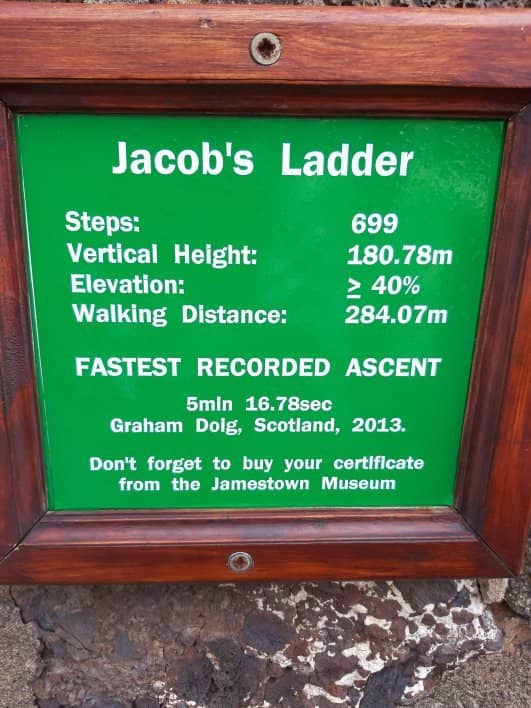 Jacob's Ladder
Steps: 699
Vertical Height: 180.78m
Elevation: ≥ 40%
Walking Distance: 284.07m
FASTEST RECORDED ASCENT
5min 16.78sec
Graham Doig, Scotland, 2013.
Don't forget to buy your certificate
from the Jamestown Museum